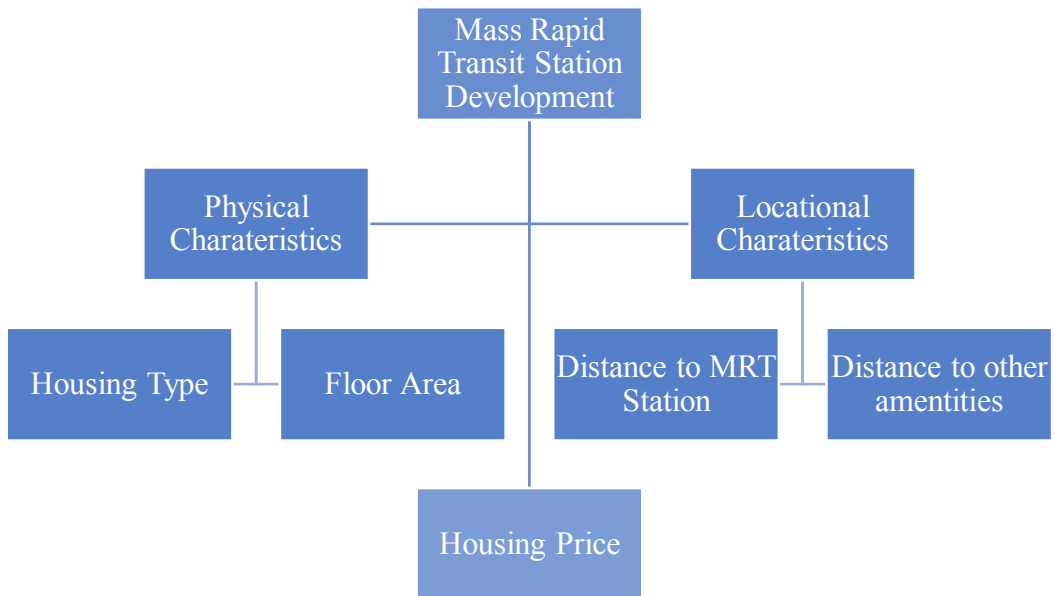 Mass Rapid
Transit Station
Development
Physical
Charateristics
Locational
Charateristics
Housing Type
Floor Area
Distance to MRT
Station
Distance to other
amentities
Housing Price